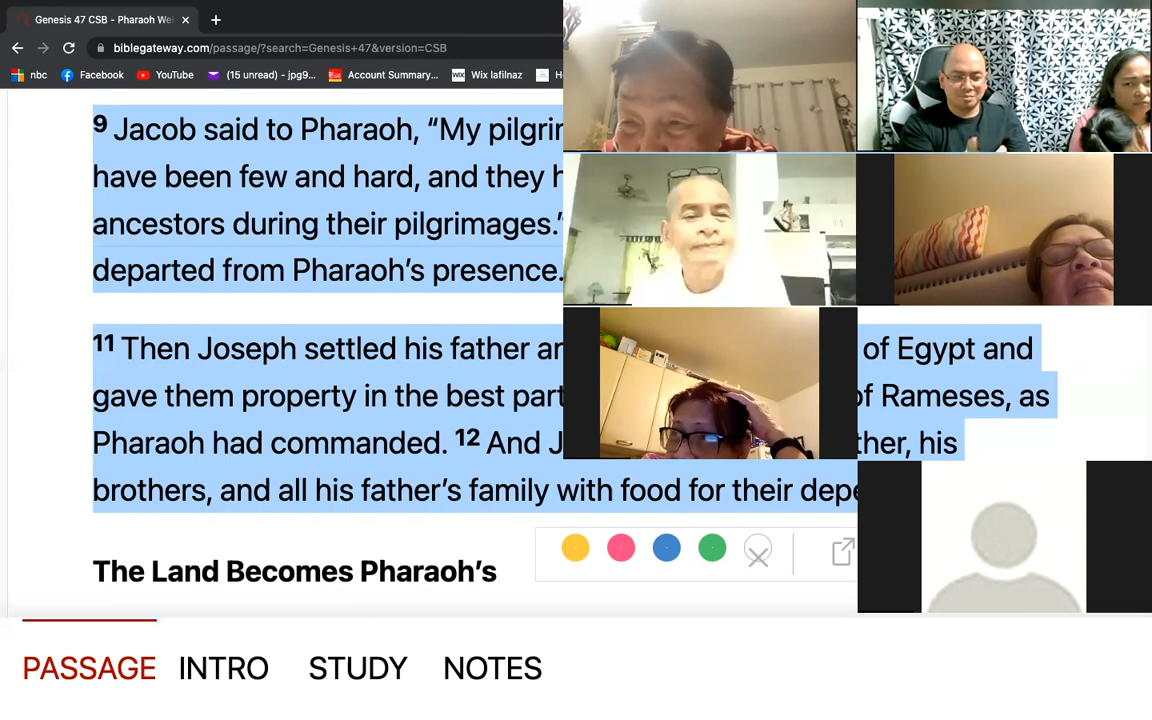 Genesis 47 CSB - Pharaoh We
biblegateway.com/passage/?search=Genesis+47&version=CSB
nbc Facebook YouTube (15 unread) - jpg9... Account Summary... WIX Wix lafilnaz
9 Jacob said to Pharaoh, “My pilgri
have been few and hard, and they h
ancestors during their pilgrimages.”
departed from Pharaoh’s presence.
11 Then Joseph settled his father an of Egypt and
gave them property in the best part of Rameses, as
Pharaoh had commanded. 12 And J ther, his
brothers, and all his father’s family with food for their depe
The Land Becomes Pharaoh’s
PASSAGE INTRO STUDY NOTES